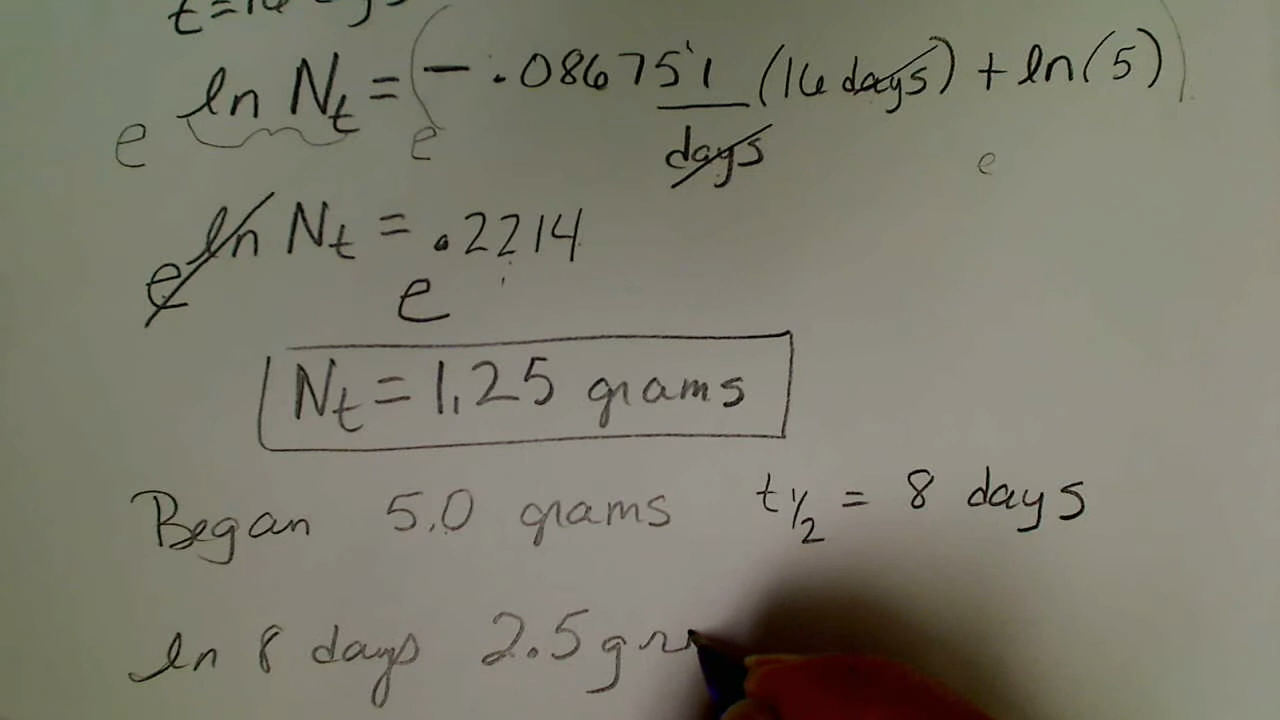 ln Nt = (-.086751 (16 days) + ln(5))
e e days e
ln Nt = .2214
e e
Nt = 1.25 grams
Began 5.0 grams t½ = 8 days
In 8 days 2.5 gra